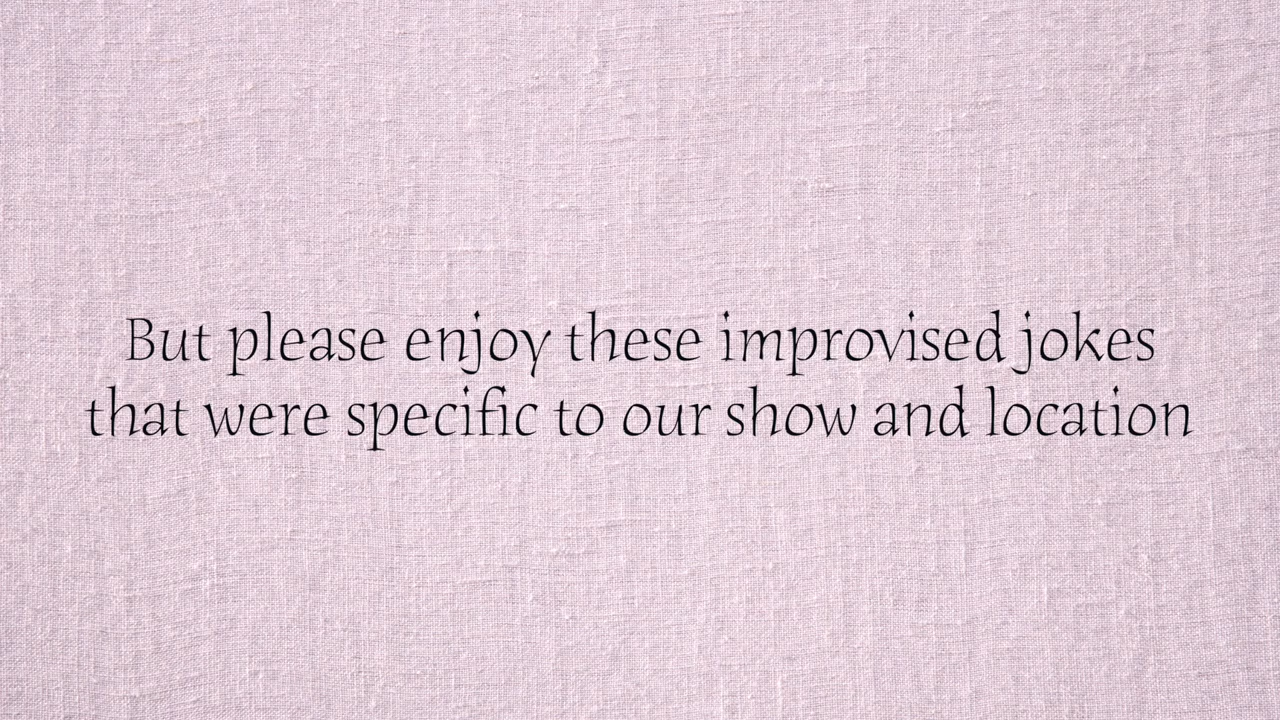 But please enjoy these improvised jokes
that were specific to our show and location